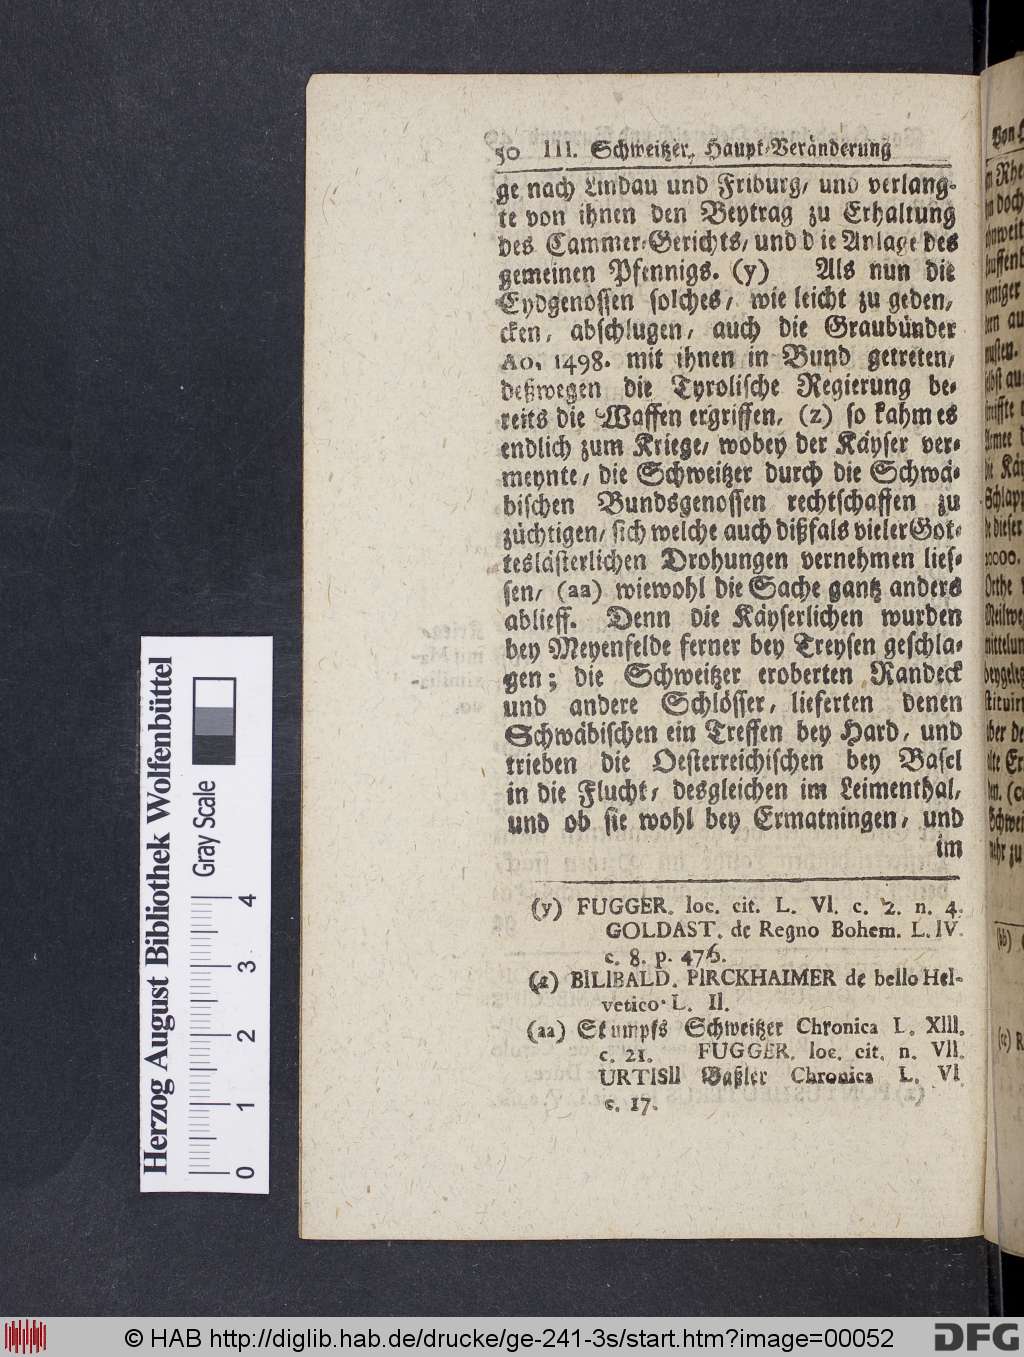 50 III. Schweitzer, Haupt-Veränderung
ge nach Lindau und Friburg, und verlang-
te von ihnen den Beytrag zu Erhaltung
des Cammer-Gerichts, und die Anlage des
gemeinen Pfennigs. (y) Als nun die
Eydgenossen solches, wie leicht zu geden,
cken, abschlugen, auch die Graubünder
Ao. 1498. mit ihnen in Bund getreten,
deßwegen die Tyrolische Regierung be-
reits die Waffen ergriffen, (z) so kahm es
endlich zum Kriege, wobey der Käyser ver-
meynte, die Schweitzer durch die Schwä-
bischen Bundsgenossen rechtschaffen zu
züchtigen, sich welche auch dißfals vieler Got-
teslästerlichen Drohungen vernehmen lies-
sen, (aa) wiewohl die Sache gantz anders
ablieff. Denn die Käyserlichen wurden
bey Meyenfelde ferner bey Treysen geschla-
gen; die Schweitzer eroberten Randeck
und andere Schlösser, lieferten denen
Schwäbischen ein Treffen bey Hard, und
trieben die Oesterreichischen bey Basel
in die Flucht, desgleichen im Leimenthal,
und ob sie wohl bey Ermatningen, und
im
(y) FUGGER. loc. cit. L. VI. c. 2. n. 4.
GOLDAST. de Regno Bohem. L. IV.
c. 8. p. 476.
(z) BILIBALD. PIRCKHAIMER de bello Hel-
vetico L. II.
(aa) Stumpfs Schweitzer Chronica L. XIII.
c. 21. FUGGER. loc. cit. n. VII.
URTISII Baßler Chronica L. VI
c. 17.
Herzog August Bibliothek Wolfenbüttel
Gray Scale
0 1 2 3 4
© HAB http://diglib.hab.de/drucke/ge-241-3s/start.htm?image=00052
DFG